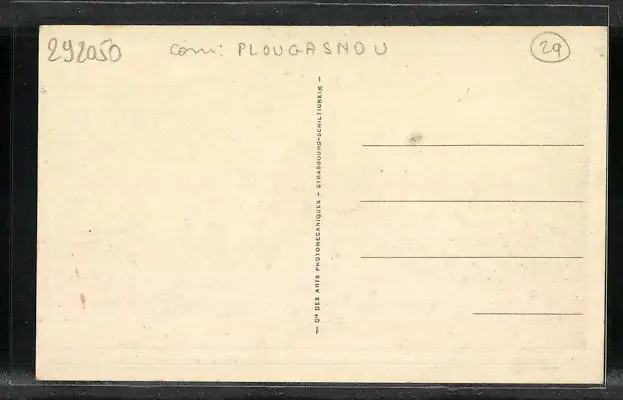 292050 com: PLOUGASNOU 29
— Cie DES ARTS PHOTOMECANIQUES - STRASBOURG-SCHILTIGHEIM —